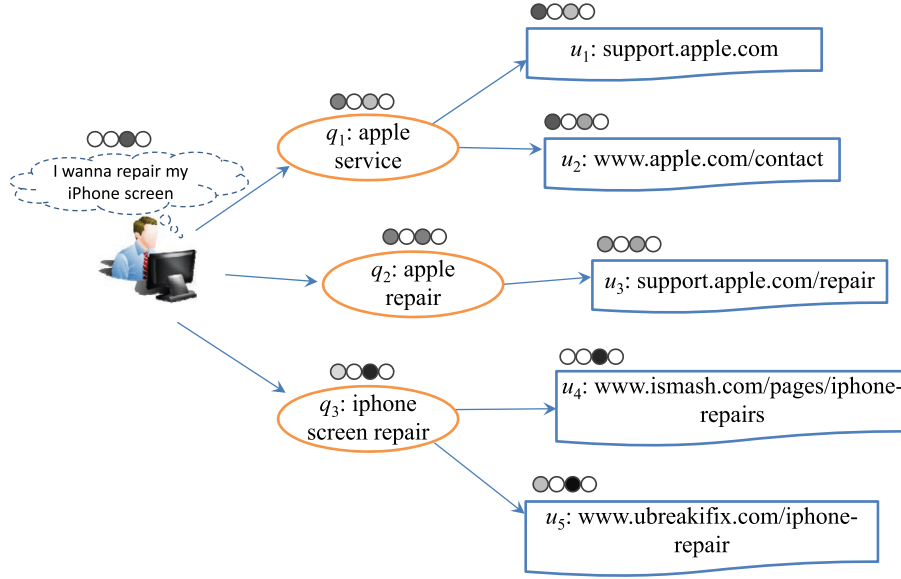 I wanna repair my
iPhone screen
q1: apple
service
q2: apple
repair
q3: iphone
screen repair
u1: support.apple.com
u2: www.apple.com/contact
u3: support.apple.com/repair
u4: www.ismash.com/pages/iphone-
repairs
u5: www.ubreakifix.com/iphone-
repair